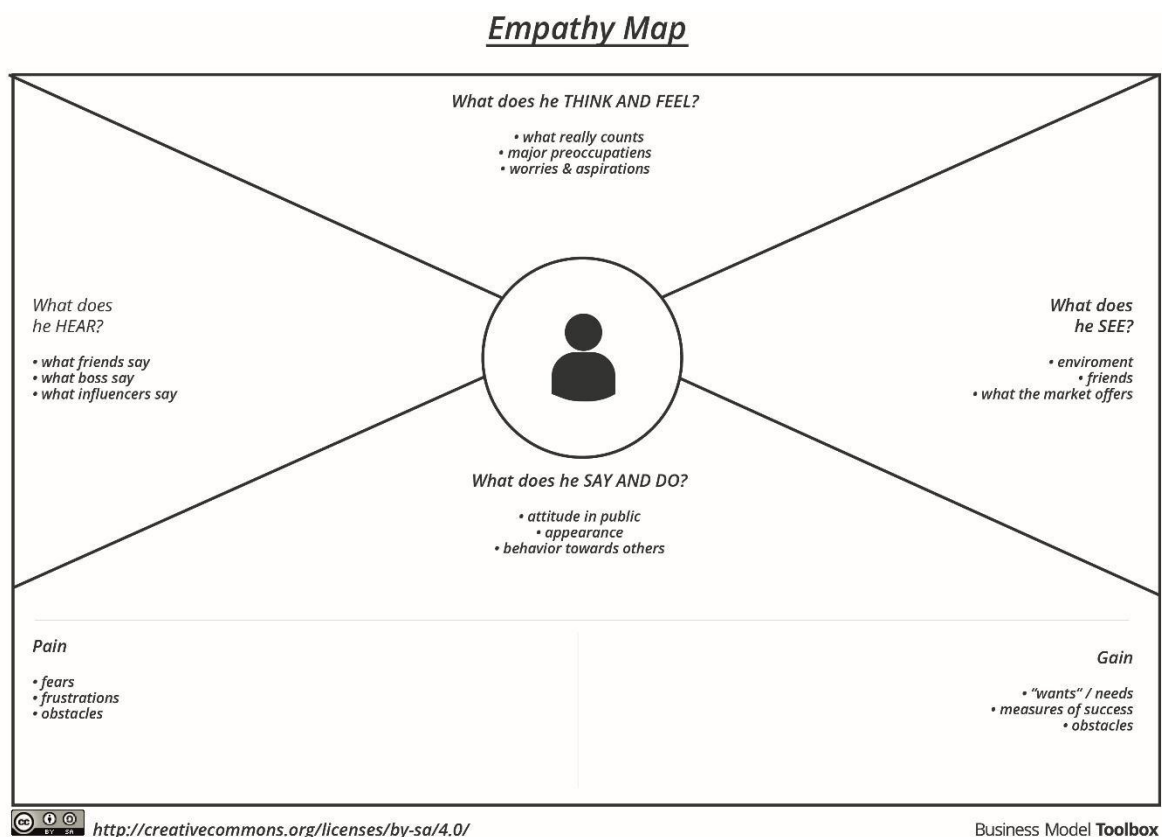 Empathy Map
What does he THINK AND FEEL?
• what really counts
• major preoccupatiens
• worries & aspirations
What does
he HEAR?
• what friends say
• what boss say
• what influencers say
What does
he SEE?
• enviroment
• friends
• what the market offers
What does he SAY AND DO?
• attitude in public
• appearance
• behavior towards others
Pain
• fears
• frustrations
• obstacles
Gain
• “wants” / needs
• measures of success
• obstacles
cc
BY SA
http://creativecommons.org/licenses/by-sa/4.0/
Business Model Toolbox